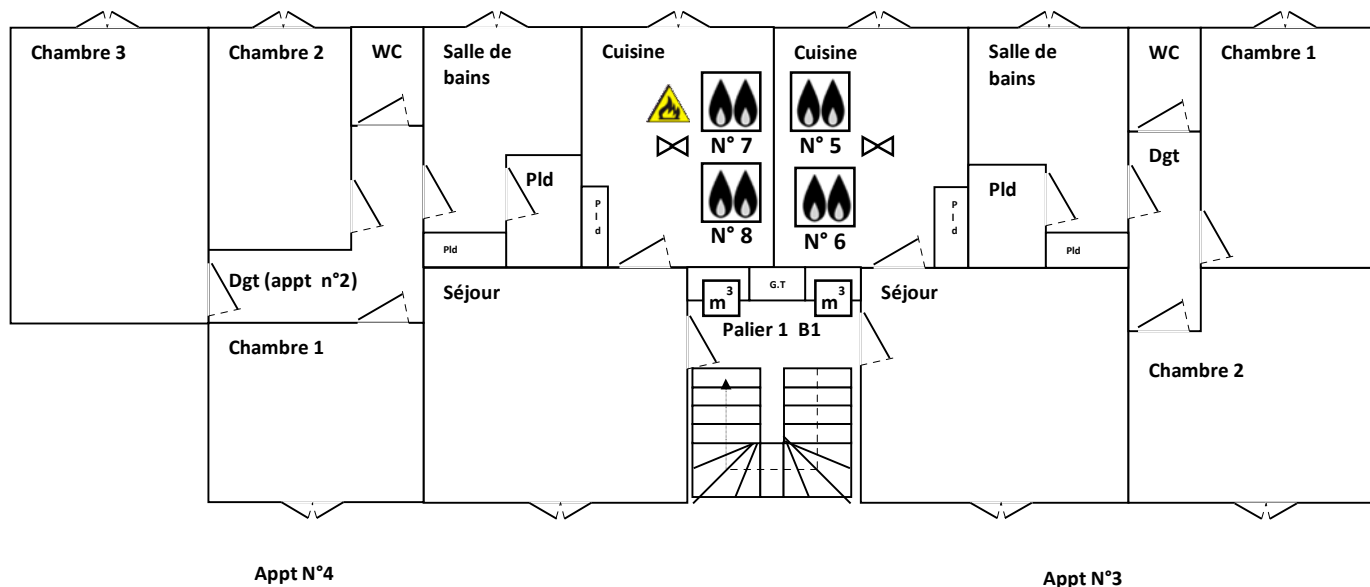 Chambre 3
Chambre 2
WC
Salle de
bains
Cuisine
Cuisine
Salle de
bains
WC
Chambre 1
N° 7
N° 5
Dgt
Pld
Pld
P
l
d
P
l
d
N° 8
N° 6
Pld
Pld
Dgt (appt n°2)
Séjour
m³
G.T
m³
Séjour
Palier 1 B1
Chambre 1
Chambre 2
Appt N°4
Appt N°3